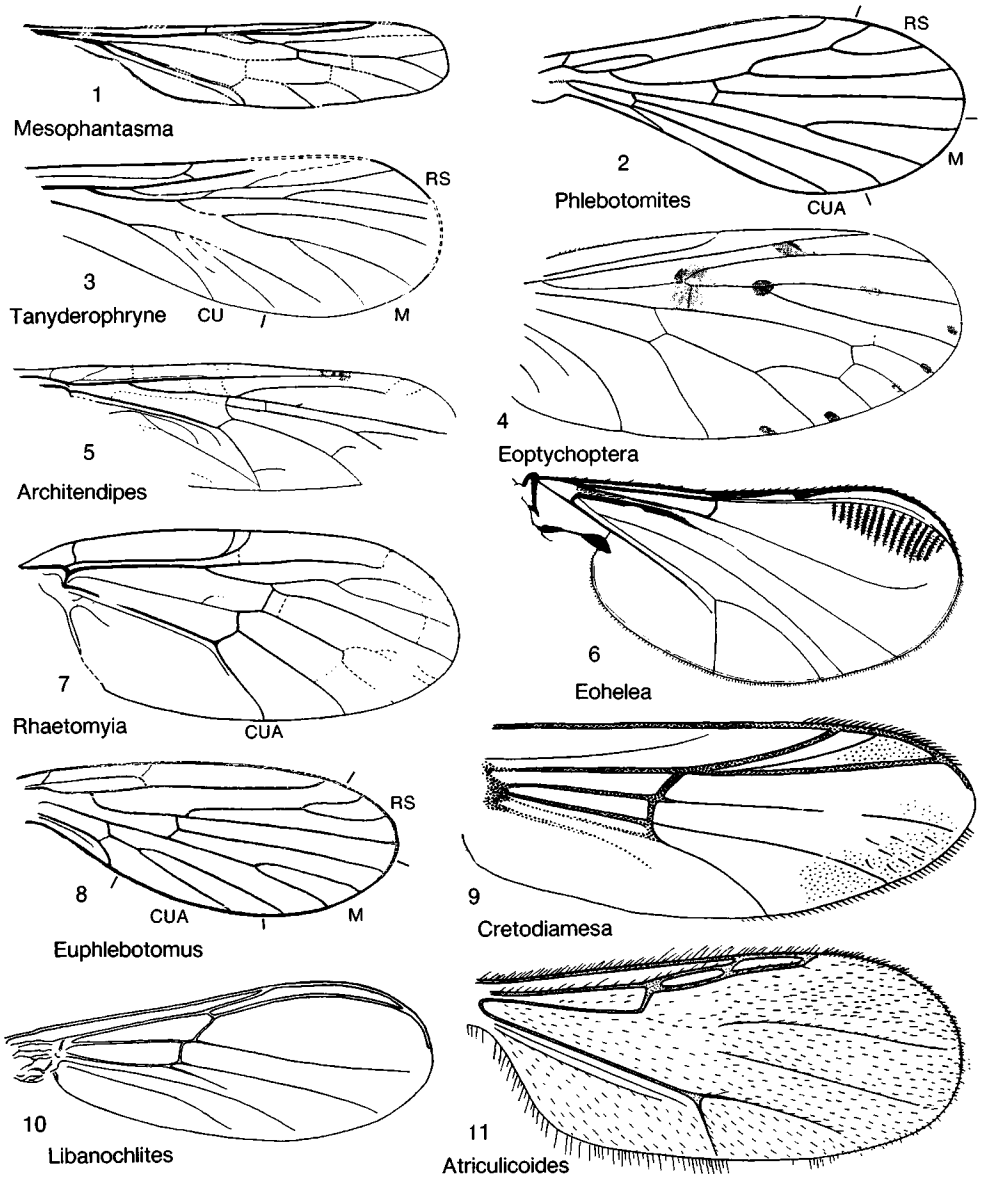 1
Mesophantasma
RS
2
M
Phlebotomites
CUA
RS
3
Tanyderophryne
CU
M
4
Eoptychoptera
5
Architendipes
6
Eohelea
7
Rhaetomyia
CUA
RS
8
CUA
M
Euphlebotomus
9
Cretodiamesa
10
Libanochlites
11
Atriculicoides